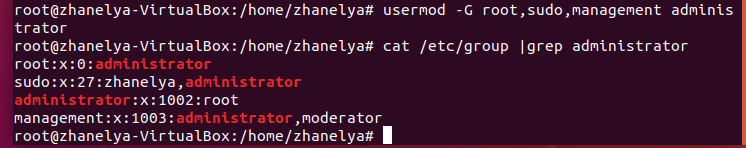 root@zhanelya-VirtualBox:/home/zhanelya# usermod -G root,sudo,management adminis
trator
root@zhanelya-VirtualBox:/home/zhanelya# cat /etc/group |grep administrator
root:x:0:administrator
sudo:x:27:zhanelya,administrator
administrator:x:1002:root
management:x:1003:administrator,moderator
root@zhanelya-VirtualBox:/home/zhanelya#